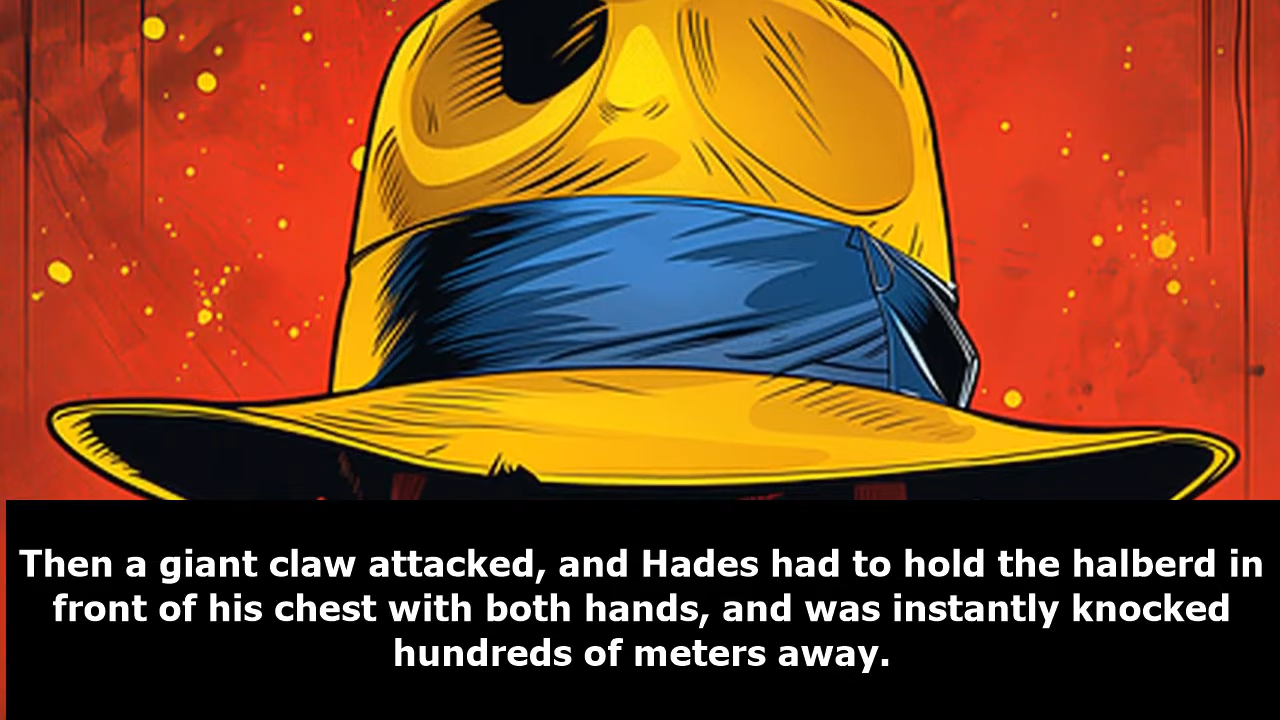 Then a giant claw attacked, and Hades had to hold the halberd in
front of his chest with both hands, and was instantly knocked
hundreds of meters away.